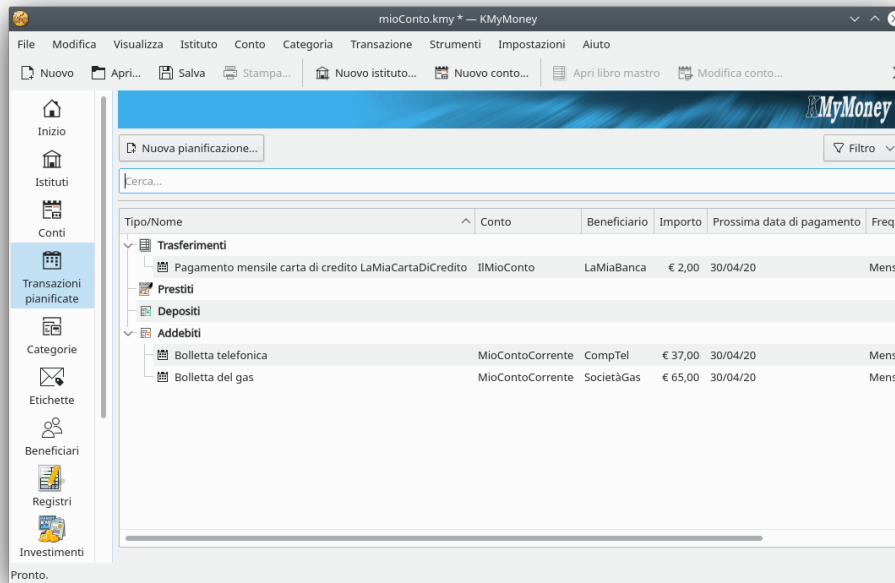 mioConto.kmy * — KMyMoney
File Modifica Visualizza Istituto Conto Categoria Transazione Strumenti Impostazioni Aiuto
Nuovo Apri... Salva Stampa... Nuovo istituto... Nuovo conto... Apri libro mastro Modifica conto...
KMyMoney
Inizio
Istituti
Conti
Transazioni
pianificate
Categorie
Etichette
Beneficiari
Registri
Investimenti
Nuova pianificazione... Filtro
Cerca...
Tipo/Nome Conto Beneficiario Importo Prossima data di pagamento Freq
Trasferimenti
Pagamento mensile carta di credito LaMiaCartaDiCredito IlMioConto LaMiaBanca € 2,00 30/04/20 Mens
Prestiti
Depositi
Addebiti
Bolletta telefonica MioContoCorrente CompTel € 37,00 30/04/20 Mens
Bolletta del gas MioContoCorrente SocietàGas € 65,00 30/04/20 Mens
Pronto.